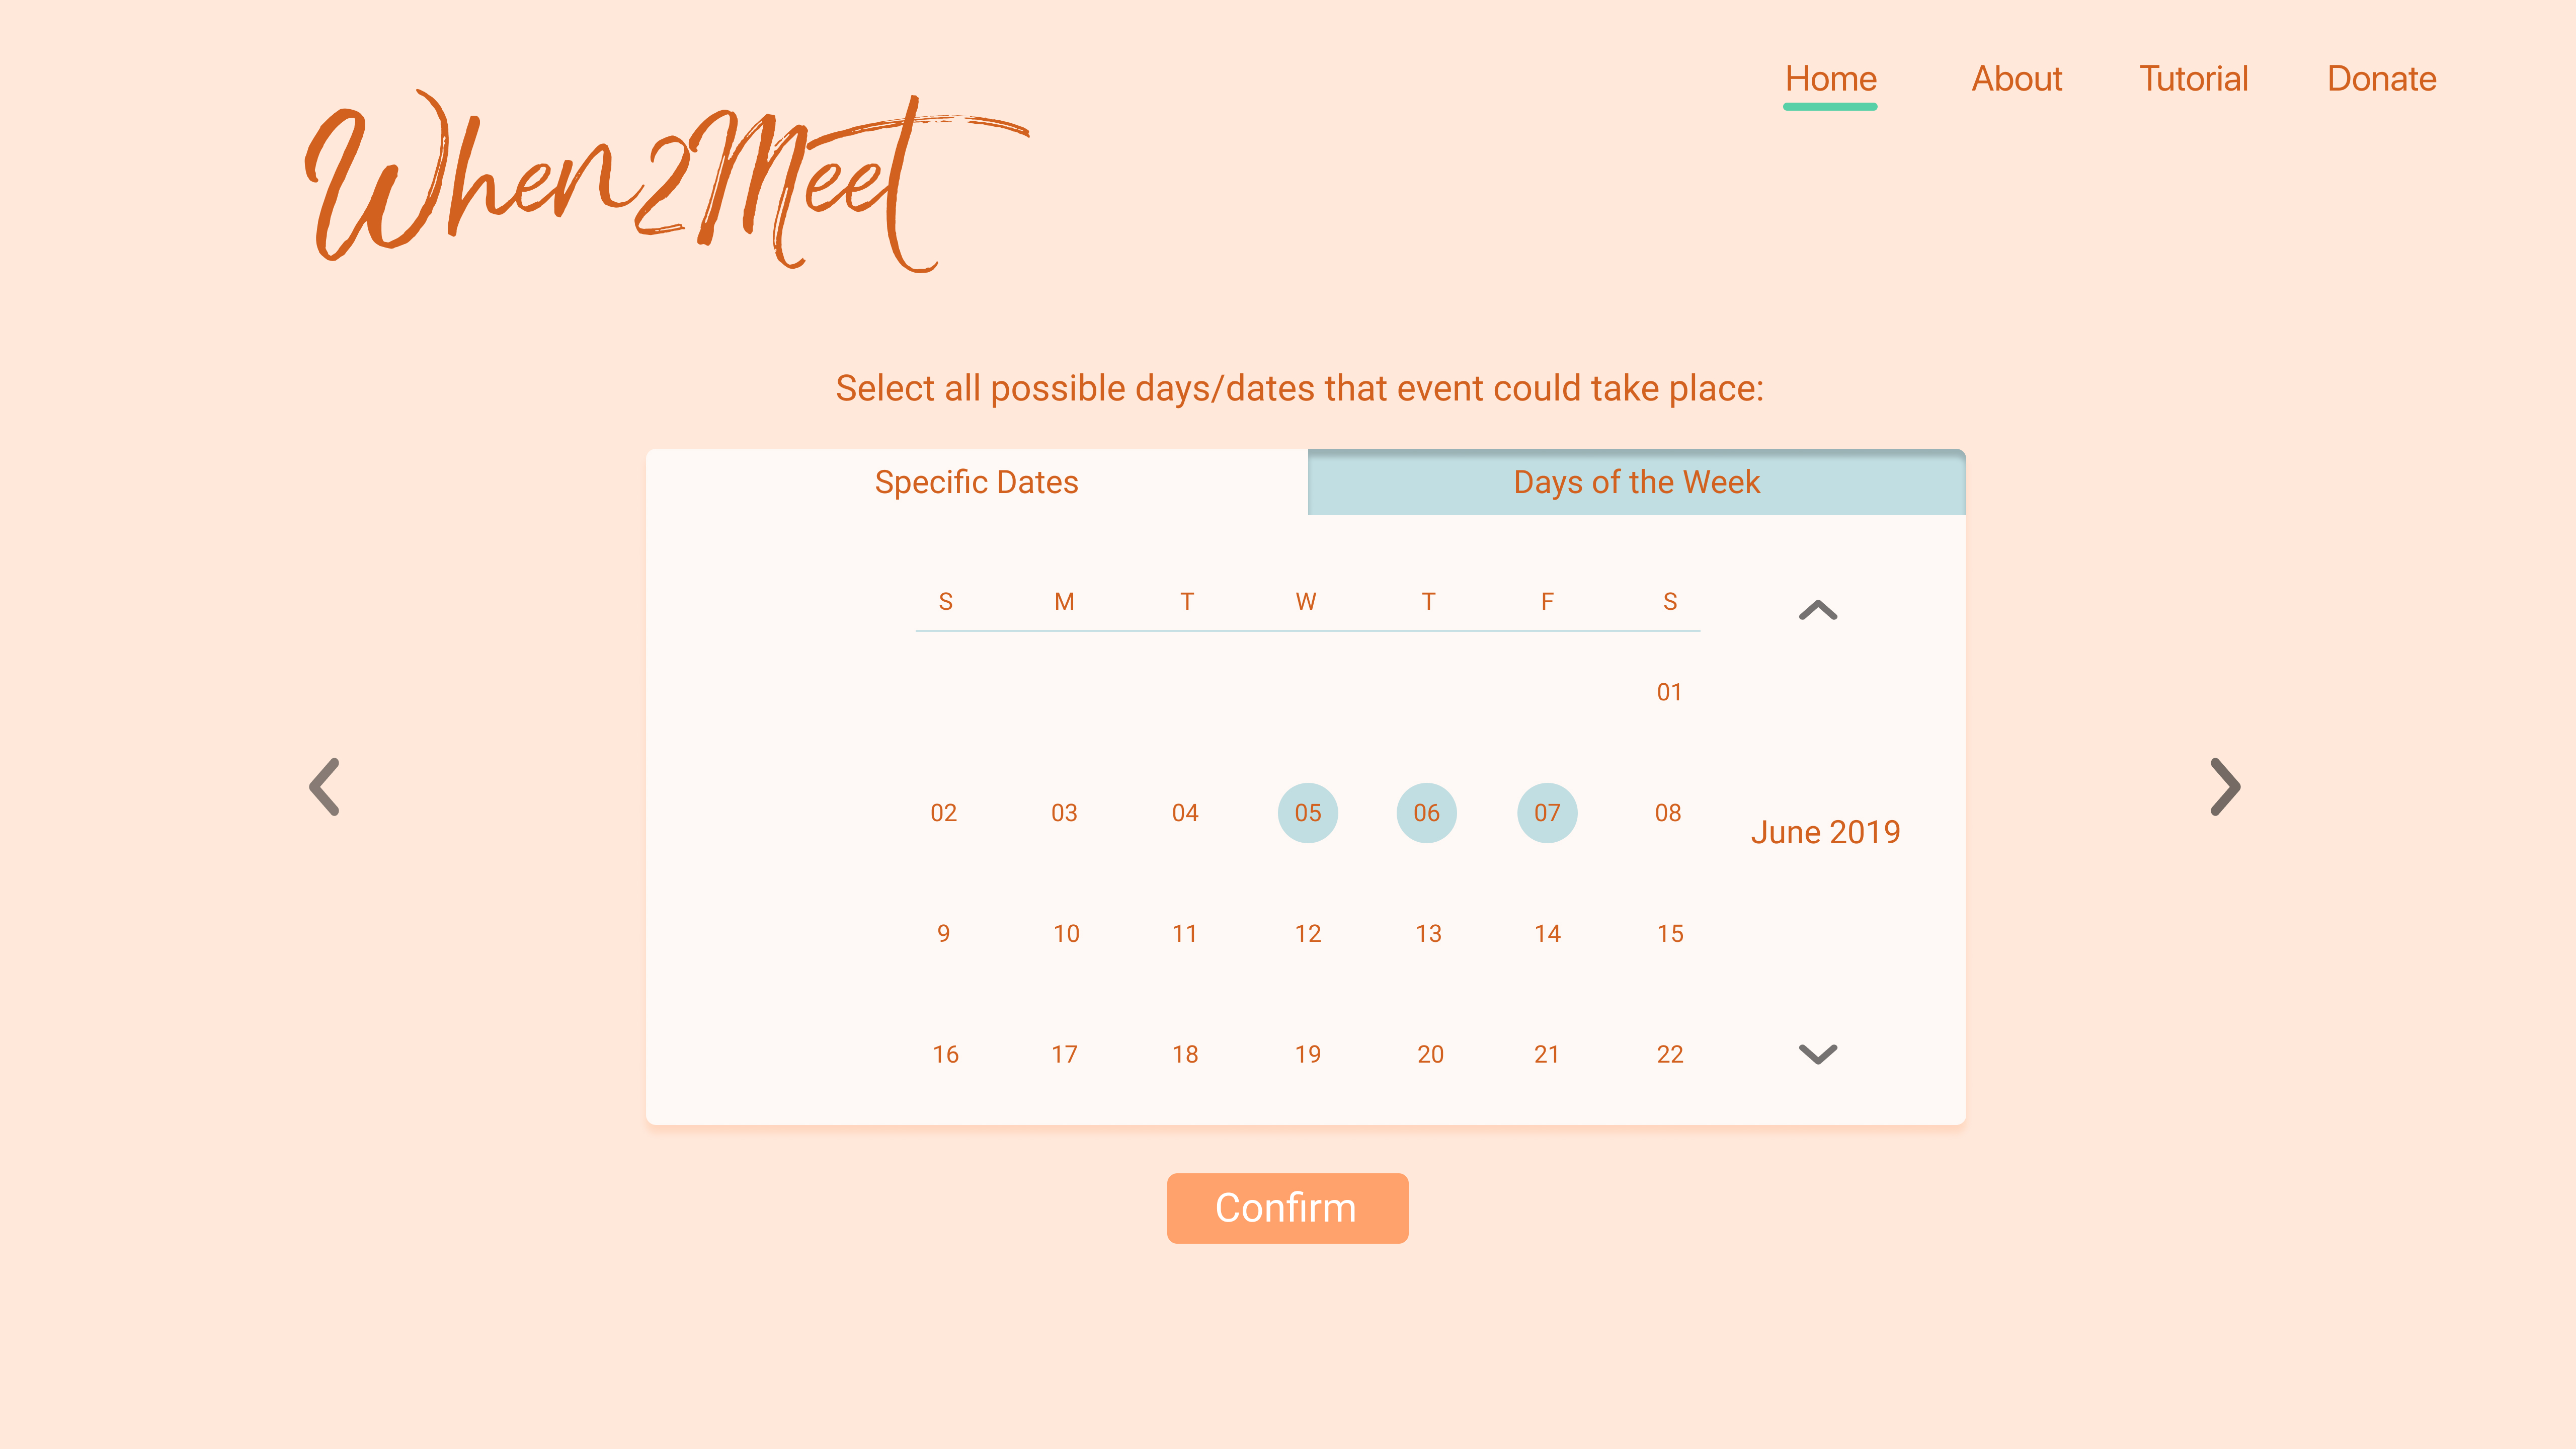 Home About Tutorial Donate
When2Meet
Select all possible days/dates that event could take place:
Specific Dates Days of the Week
S M T W T F S
01
02 03 04 05 06 07 08
June 2019
9 10 11 12 13 14 15
16 17 18 19 20 21 22
Confirm